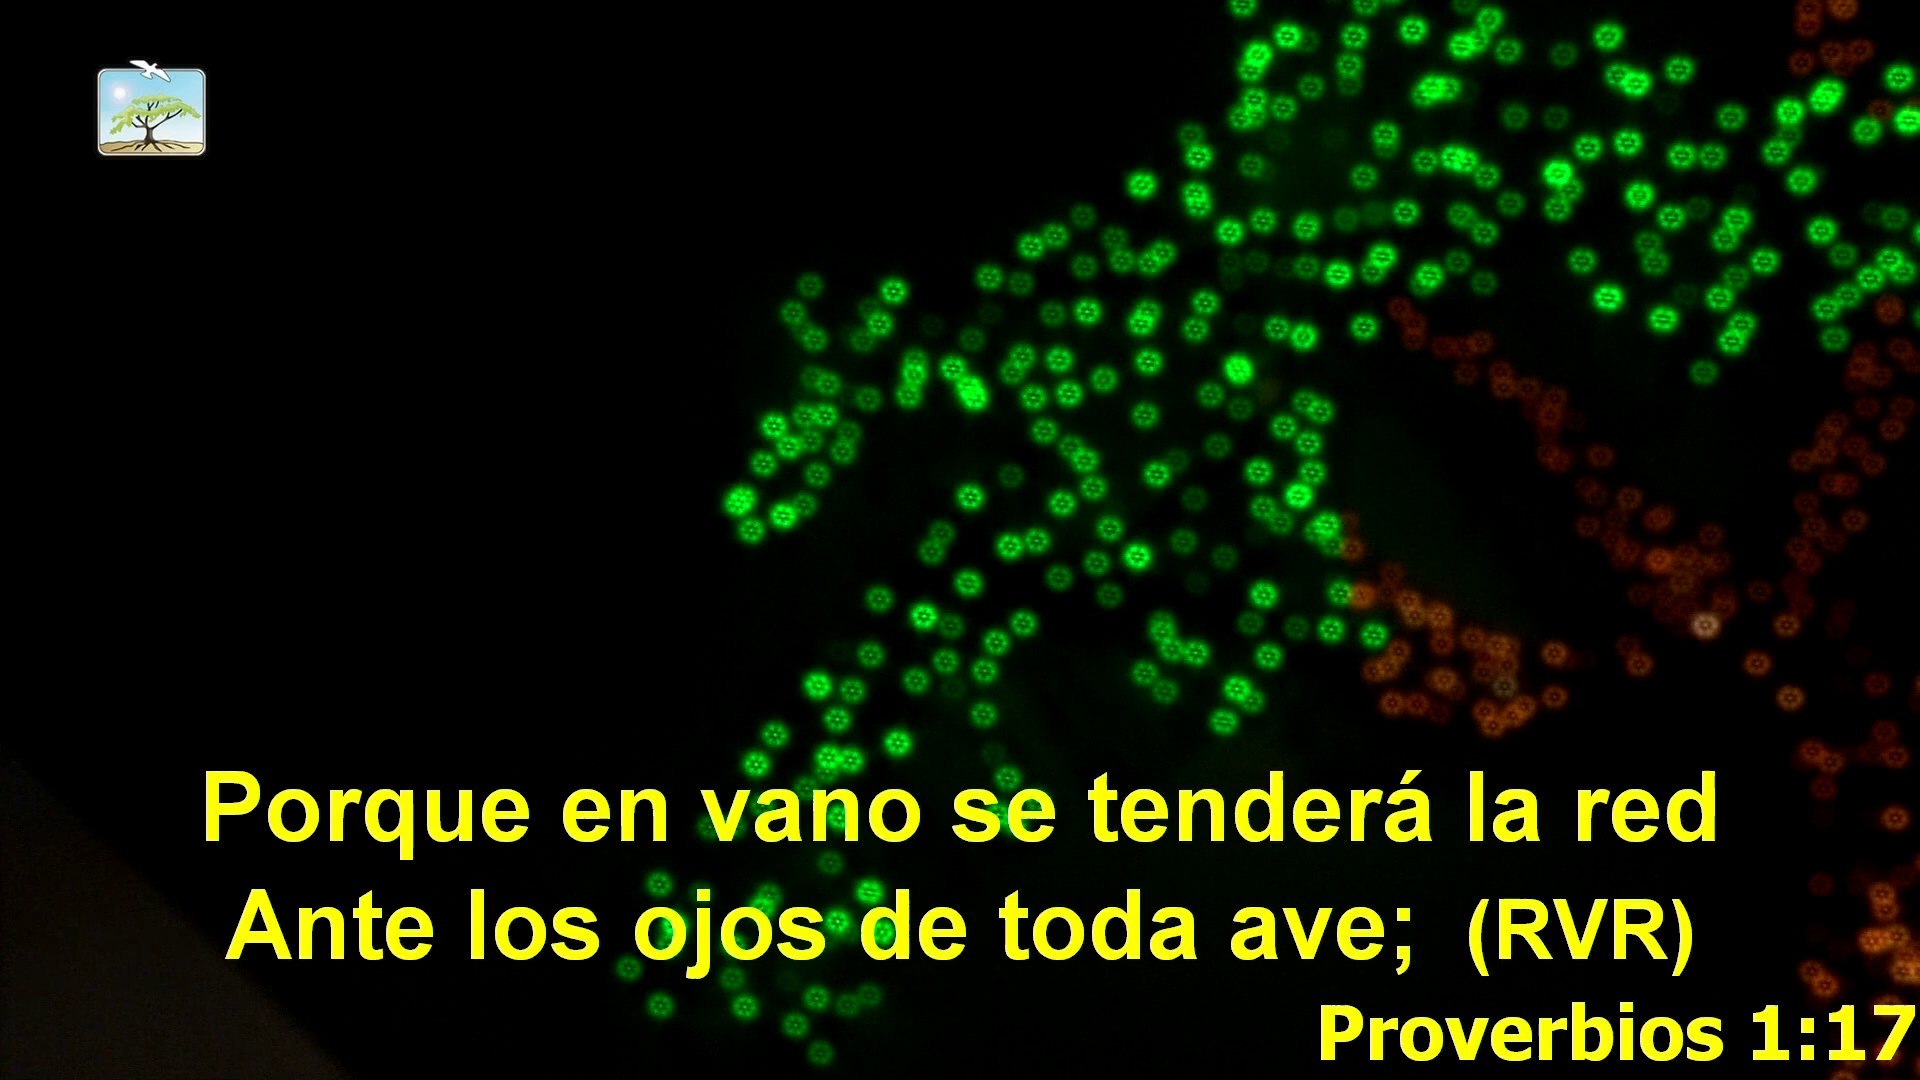 Porque en vano se tenderá la red
Ante los ojos de toda ave; (RVR)
Proverbios 1:17